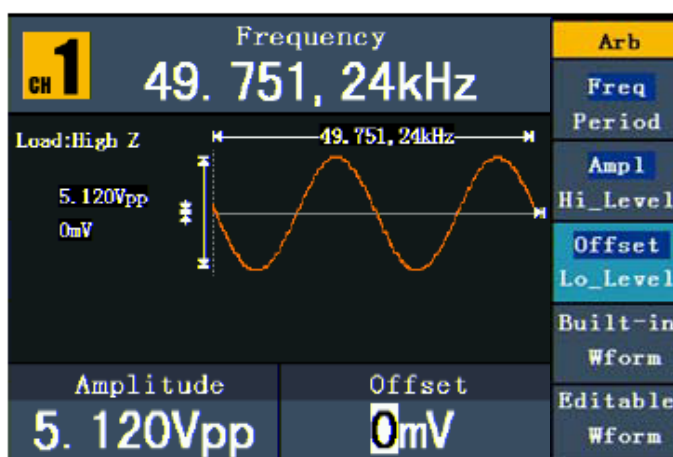 CH 1
Frequency
49. 751, 24kHz
Load:High Z
49. 751, 24kHz
5. 120Vpp
0mV
Amplitude
5. 120Vpp
Offset
0mV
Arb
Freq
Period
Ampl
Hi_Level
Offset
Lo_Level
Built-in
Wform
Editable
Wform